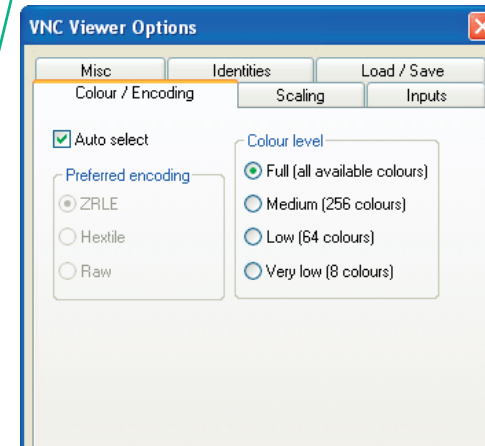 VNC Viewer Options
Misc Identities Load / Save
Colour / Encoding Scaling Inputs
Auto select
Preferred encoding
ZRLE
Hextile
Raw
Colour level
Full (all available colours)
Medium (256 colours)
Low (64 colours)
Very low (8 colours)